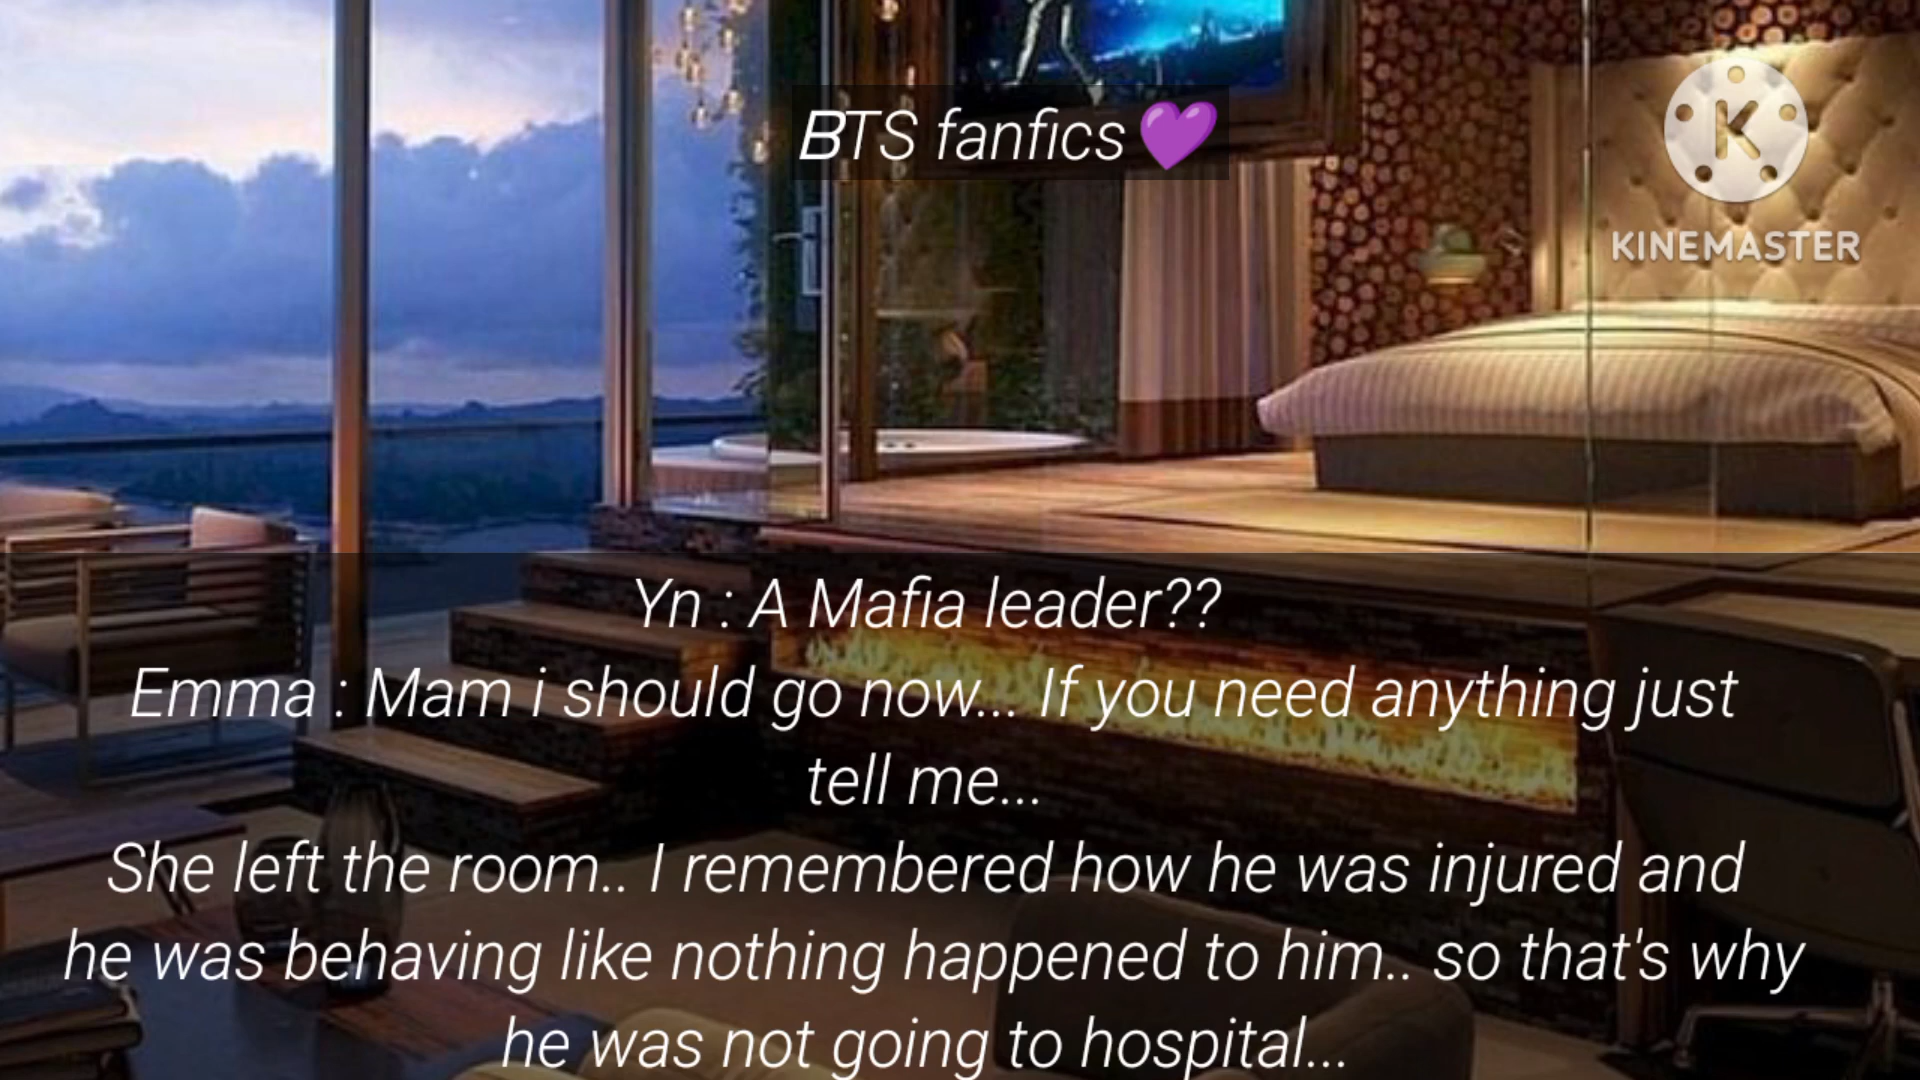 BTS fanfics💜
K
KINEMASTER
Yn : A Mafia leader??
Emma : Mam i should go now... If you need anything just
tell me...
She left the room.. I remembered how he was injured and
he was behaving like nothing happened to him.. so that's why
he was not going to hospital...